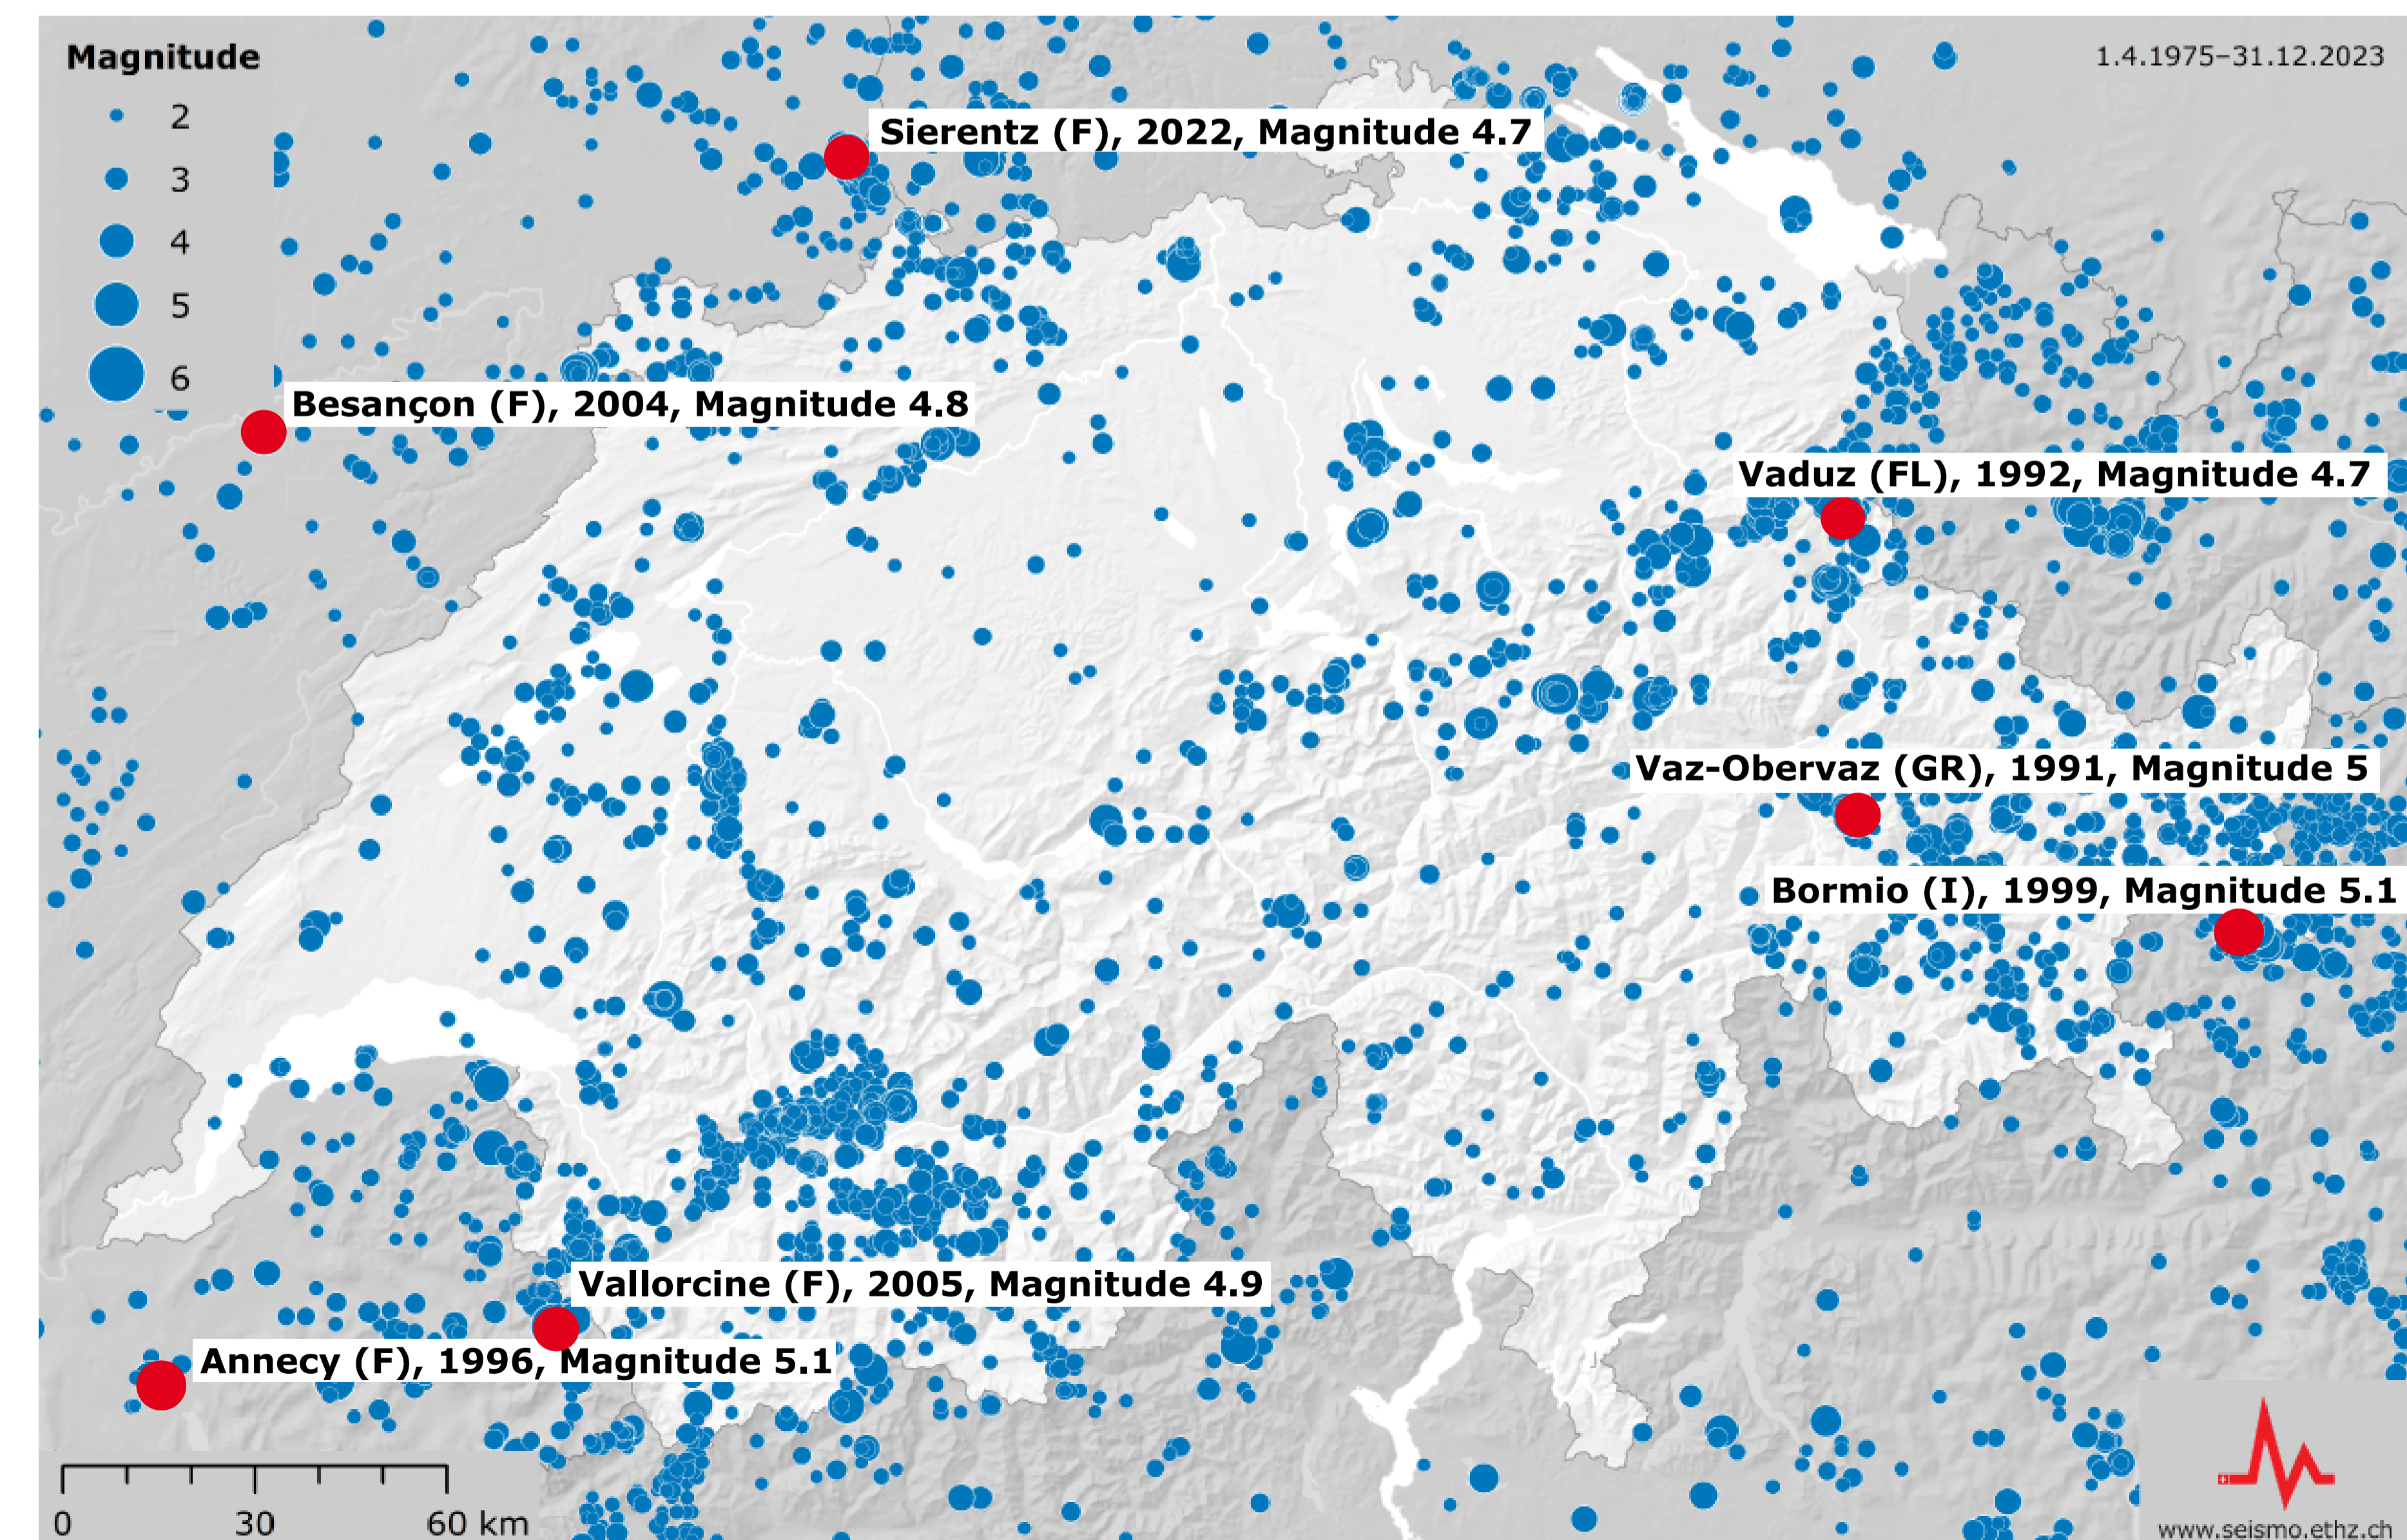 Magnitude
2
3
4
5
6
1.4.1975–31.12.2023
Sierentz (F), 2022, Magnitude 4.7
Besançon (F), 2004, Magnitude 4.8
Vaduz (FL), 1992, Magnitude 4.7
Vaz-Obervaz (GR), 1991, Magnitude 5
Bormio (I), 1999, Magnitude 5.1
Vallorcine (F), 2005, Magnitude 4.9
Annecy (F), 1996, Magnitude 5.1
0 30 60 km
www.seismo.ethz.ch